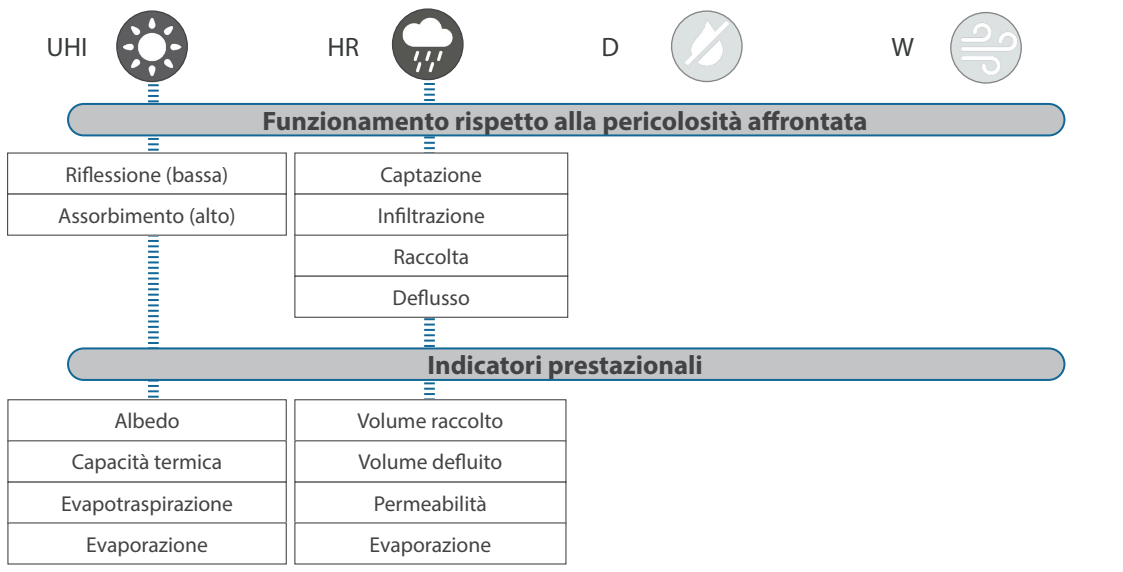 UHI
HR
D
W
Funzionamento rispetto alla pericolosità affrontata
Riflessione (bassa)
Assorbimento (alto)
Captazione
Infiltrazione
Raccolta
Deflusso
Indicatori prestazionali
Albedo
Capacità termica
Evapotraspirazione
Evaporazione
Volume raccolto
Volume defluito
Permeabilità
Evaporazione